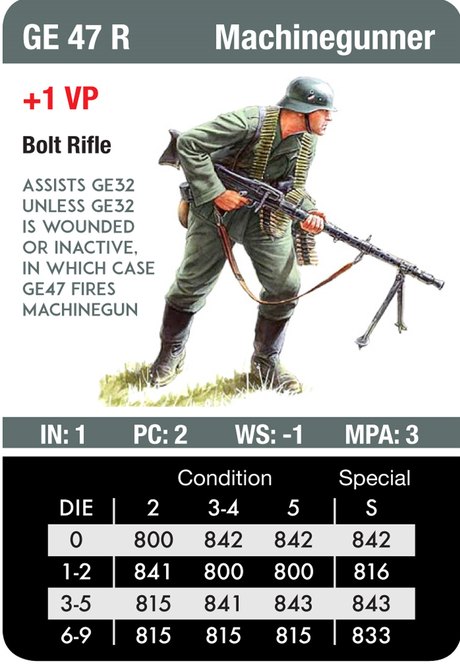 GE 47 R Machinegunner
+1 VP
Bolt Rifle
ASSISTS GE32
UNLESS GE32
IS WOUNDED
OR INACTIVE,
IN WHICH CASE
GE47 FIRES
MACHINEGUN
IN: 1 PC: 2 WS: -1 MPA: 3
Condition Special
DIE 2 3-4 5 S
0 800 842 842 842
1-2 841 800 800 816
3-5 815 841 843 843
6-9 815 815 815 833